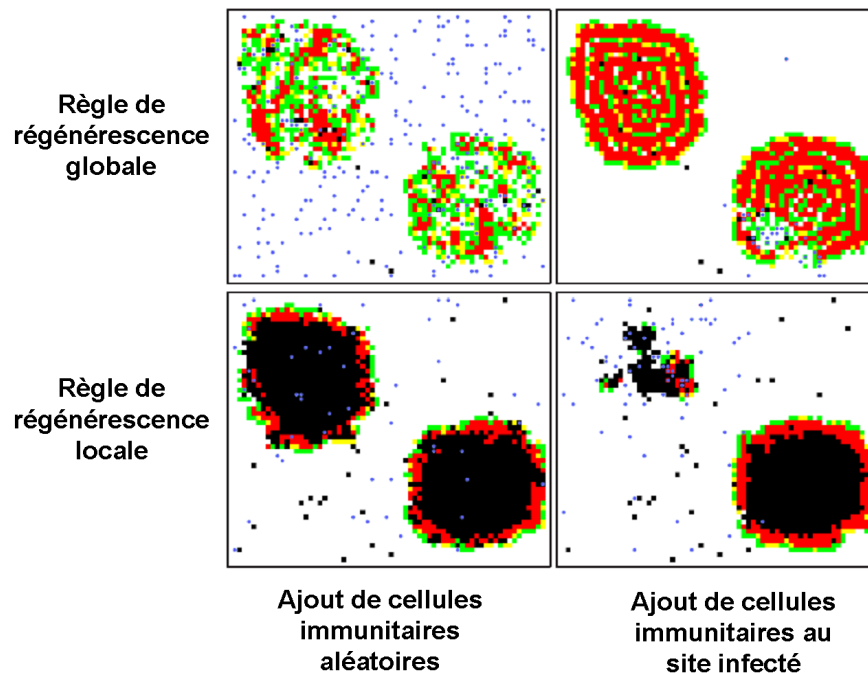 Règle de
régénérescence
globale
Règle de
régénérescence
locale
Ajout de cellules
immunitaires
aléatoires
Ajout de cellules
immunitaires au
site infecté